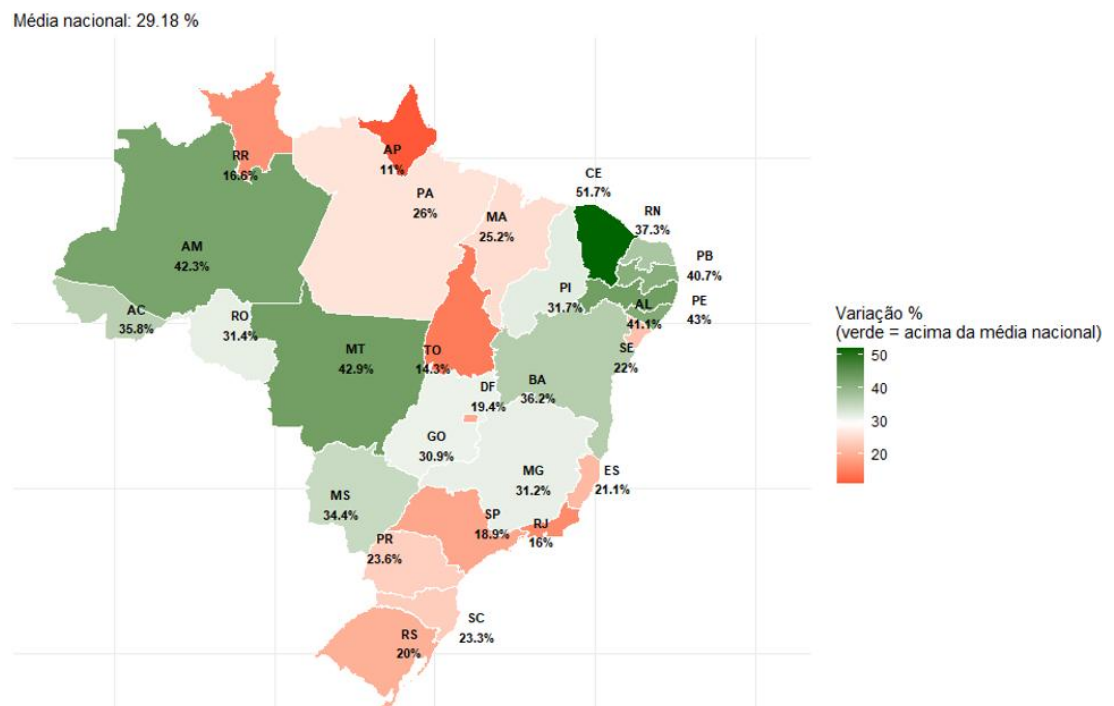 Média nacional: 29.18 %
RR
16.6%
AP
11%
PA
26%
MA
25.2%
CE
51.7%
RN
37.3%
PB
40.7%
PE
43%
AM
42.3%
AC
35.8%
RO
31.4%
PI
31.7%
AL
41.1%
SE
22%
MT
42.9%
TO
14.3%
BA
36.2%
DF
19.4%
GO
30.9%
MG
31.2%
ES
21.1%
MS
34.4%
SP
18.9%
RJ
16%
PR
23.6%
SC
23.3%
RS
20%
Variação %
(verde = acima da média nacional)
50
40
30
20